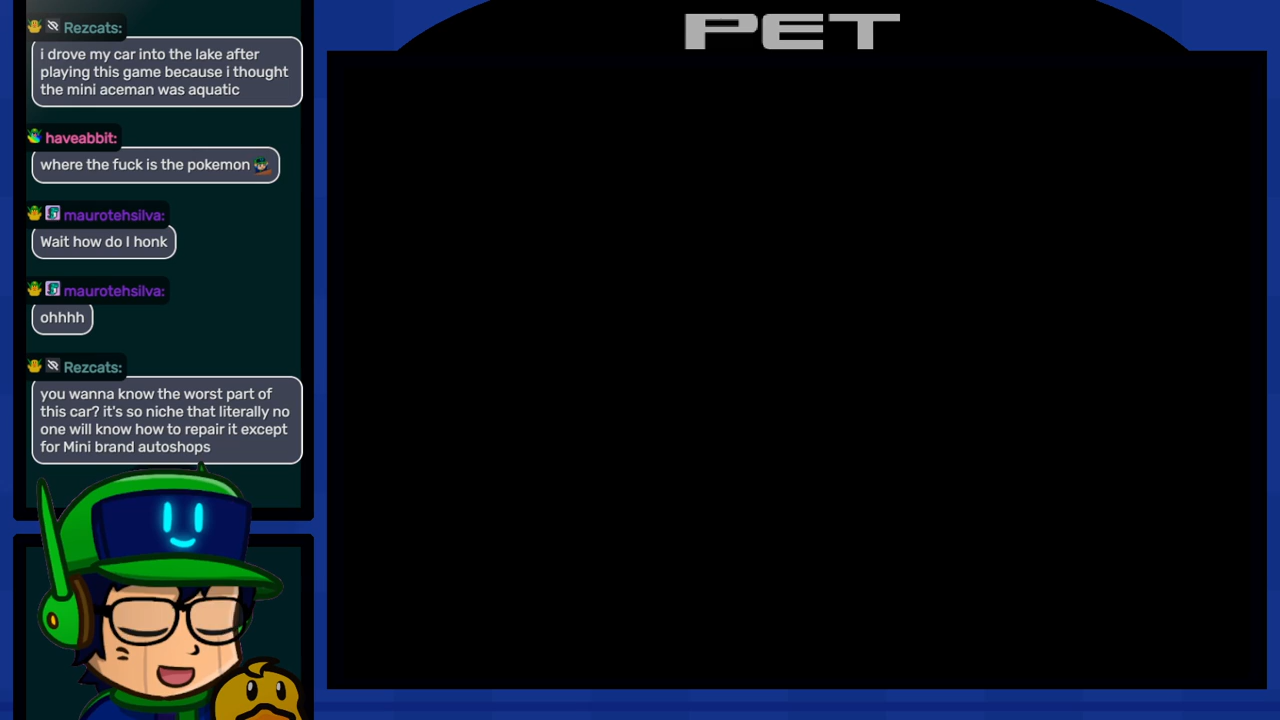 PET
Rezcats:
i drove my car into the lake after
playing this game because i thought
the mini aceman was aquatic
haveabbit:
where the fuck is the pokemon
maurotehsilva:
Wait how do I honk
maurotehsilva:
ohhhh
Rezcats:
you wanna know the worst part of
this car? it's so niche that literally no
one will know how to repair it except
for Mini brand autoshops